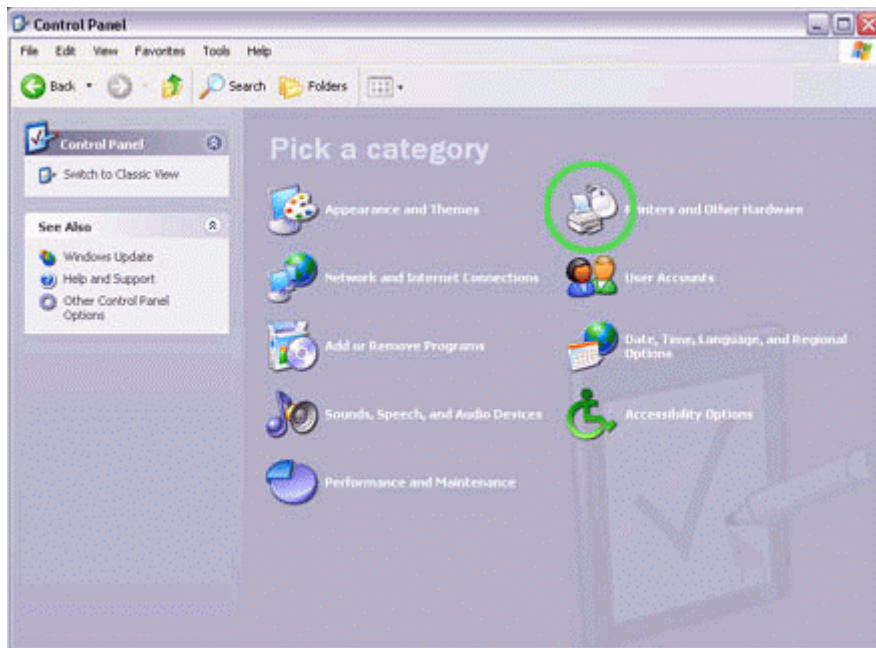 Control Panel
File Edit View Favorites Tools Help
Back Search Folders
Control Panel
Switch to Classic View
See Also
Windows Update
Help and Support
Other Control Panel
Options
Pick a category
Appearance and Themes
Printers and Other Hardware
Network and Internet Connections
User Accounts
Add or Remove Programs
Date, Time, Language, and Regional
Options
Sounds, Speech, and Audio Devices
Accessibility Options
Performance and Maintenance